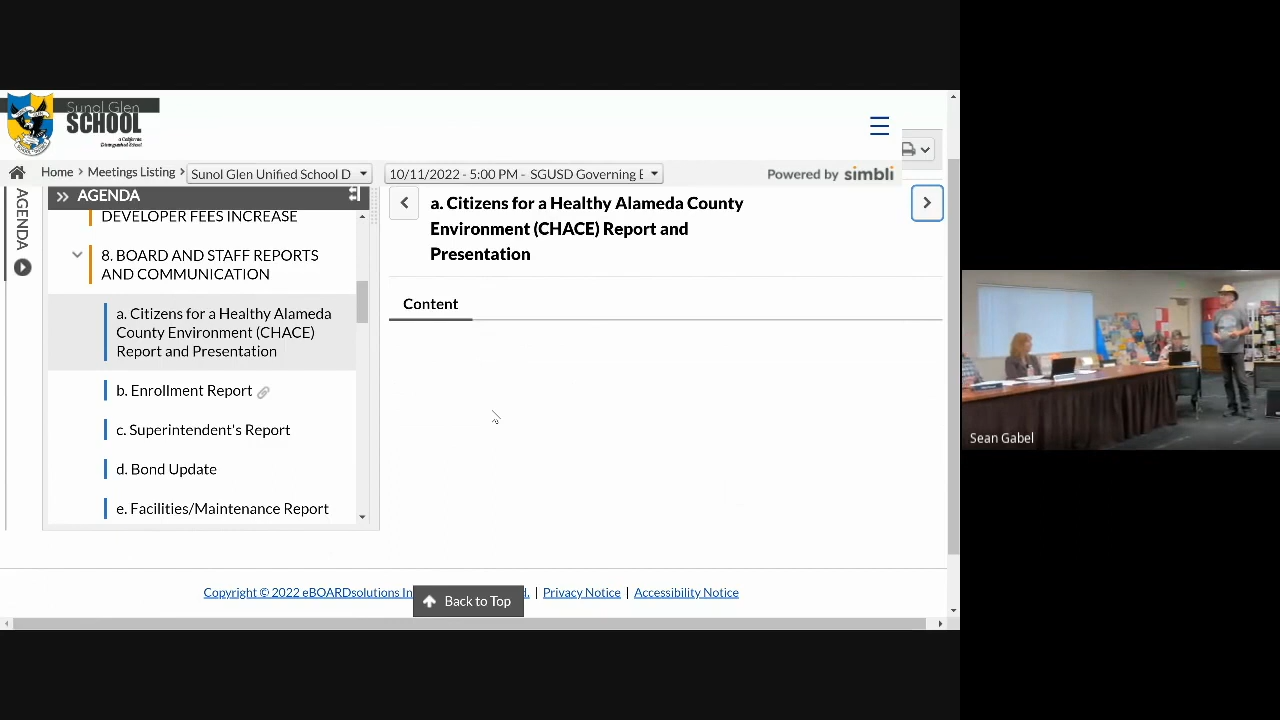 Sunol Glen
SCHOOL
a California
Distinguished School
Home
Meetings Listing
Sunol Glen Unified School D
10/11/2022 - 5:00 PM - SGUSD Governing B
Powered by simbli
AGENDA
AGENDA
DEVELOPER FEES INCREASE
8. BOARD AND STAFF REPORTS
AND COMMUNICATION
a. Citizens for a Healthy Alameda
County Environment (CHACE)
Report and Presentation
b. Enrollment Report
c. Superintendent's Report
d. Bond Update
e. Facilities/Maintenance Report
a. Citizens for a Healthy Alameda County
Environment (CHACE) Report and
Presentation
Content
Copyright © 2022 eBOARDsolutions In d. | Privacy Notice | Accessibility Notice
Back to Top
Sean Gabel